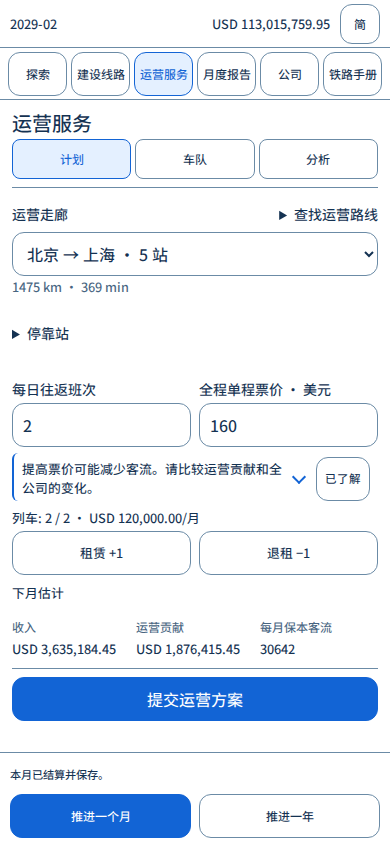 2029-02
USD 113,015,759.95
简
探索
建设线路
运营服务
月度报告
公司
铁路手册
运营服务
计划
车队
分析
运营走廊
▶ 查找运营路线
北京 → 上海 · 5 站
1475 km · 369 min
▶ 停靠站
每日往返班次
全程单程票价 · 美元
2
160
提高票价可能减少客流。请比较运营贡献和全
公司的变化。
已了解
列车: 2 / 2 · USD 120,000.00/月
租赁 +1
退租 −1
下月估计
收入
运营贡献
每月保本客流
USD 3,635,184.45
USD 1,876,415.45
30642
提交运营方案
本月已结算并保存。
推进一个月
推进一年